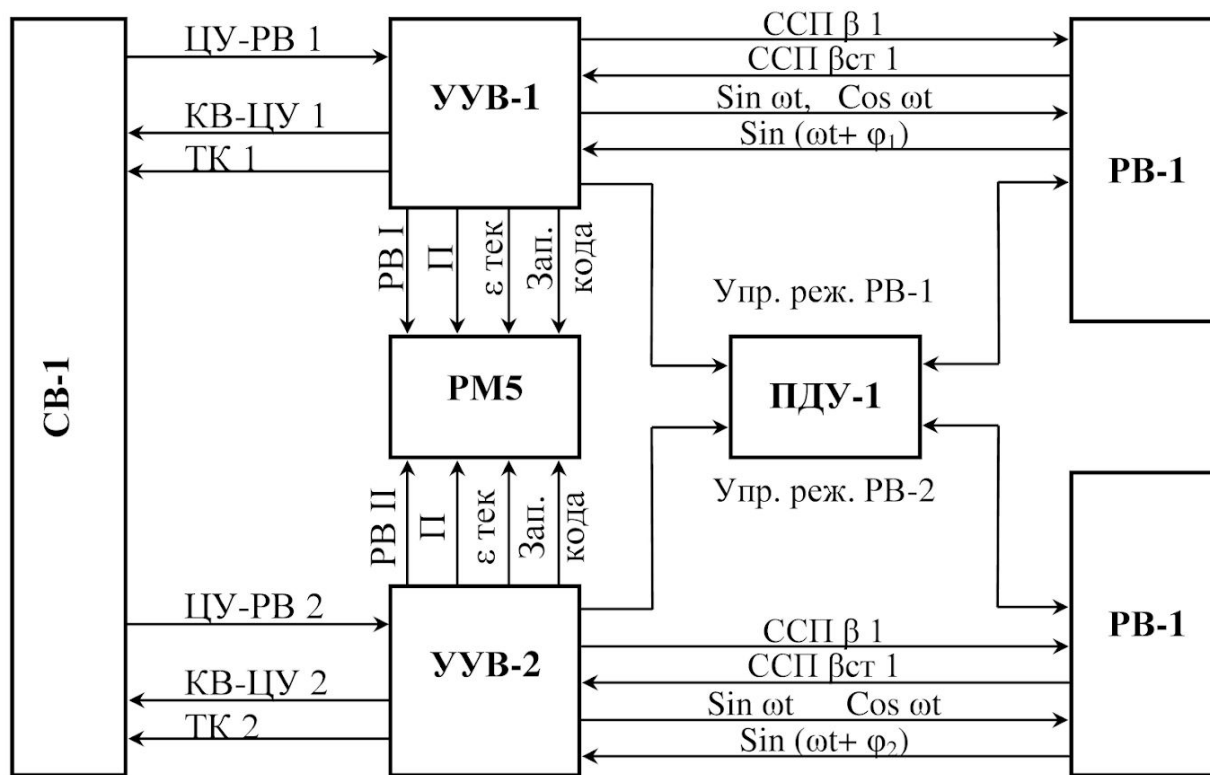 ЦУ-РВ 1
КВ-ЦУ 1
ТК 1
УУВ-1
ССП β 1
ССП βст 1
Sin ωt, Cos ωt
Sin (ωt+ φ₁)
РВ-1
РВ I
П
ε тек
Зап.
кода
Упр. реж. РВ-1
СВ-1
РМ5
ПДУ-1
Упр. реж. РВ-2
РВ II
П
ε тек
Зап.
кода
ЦУ-РВ 2
КВ-ЦУ 2
ТК 2
УУВ-2
ССП β 1
ССП βст 1
Sin ωt Cos ωt
Sin (ωt+ φ₂)
РВ-1